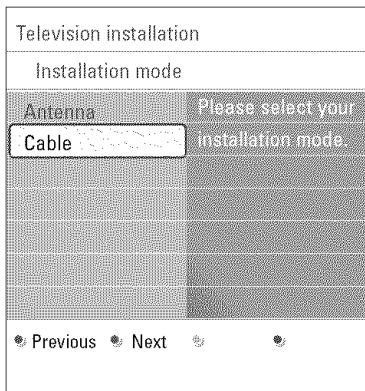 Television installation
Installation mode
Antenna
Please select your
Cable
installation mode.
Previous Next